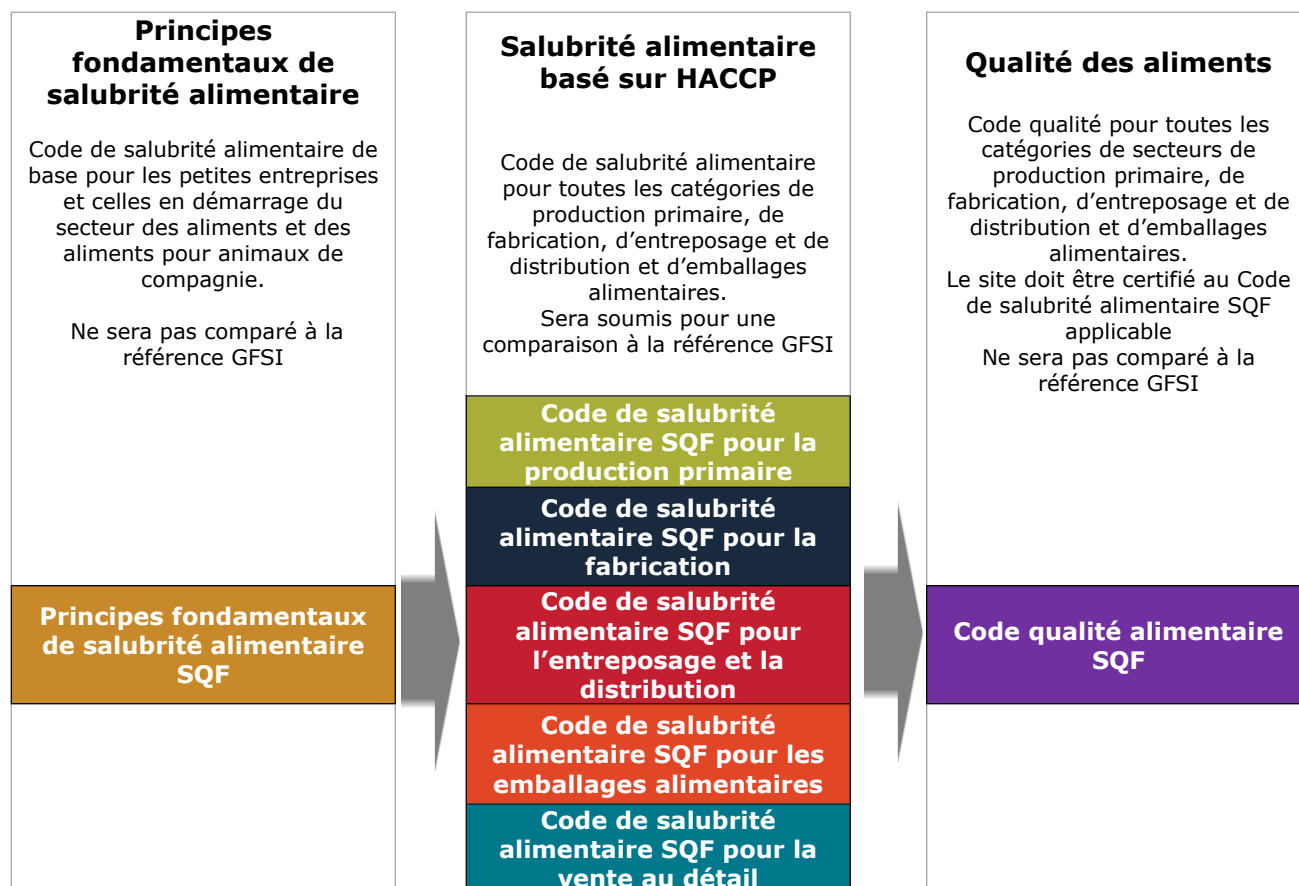 Principes
fondamentaux de
salubrité alimentaire
Code de salubrité alimentaire de
base pour les petites entreprises
et celles en démarrage du
secteur des aliments et des
aliments pour animaux de
compagnie.
Ne sera pas comparé à la
référence GFSI
Principes fondamentaux
de salubrité alimentaire
SQF
Salubrité alimentaire
basé sur HACCP
Code de salubrité alimentaire
pour toutes les catégories de
production primaire, de
fabrication, d’entreposage et de
distribution et d’emballages
alimentaires.
Sera soumis pour une
comparaison à la référence GFSI
Code de salubrité
alimentaire SQF pour la
production primaire
Code de salubrité
alimentaire SQF pour la
fabrication
Code de salubrité
alimentaire SQF pour
l’entreposage et la
distribution
Code de salubrité
alimentaire SQF pour les
emballages alimentaires
Code de salubrité
alimentaire SQF pour la
vente au détail
Qualité des aliments
Code qualité pour toutes les
catégories de secteurs de
production primaire, de
fabrication, d’entreposage et de
distribution et d’emballages
alimentaires.
Le site doit être certifié au Code
de salubrité alimentaire SQF
applicable
Ne sera pas comparé à la
référence GFSI
Code qualité alimentaire
SQF